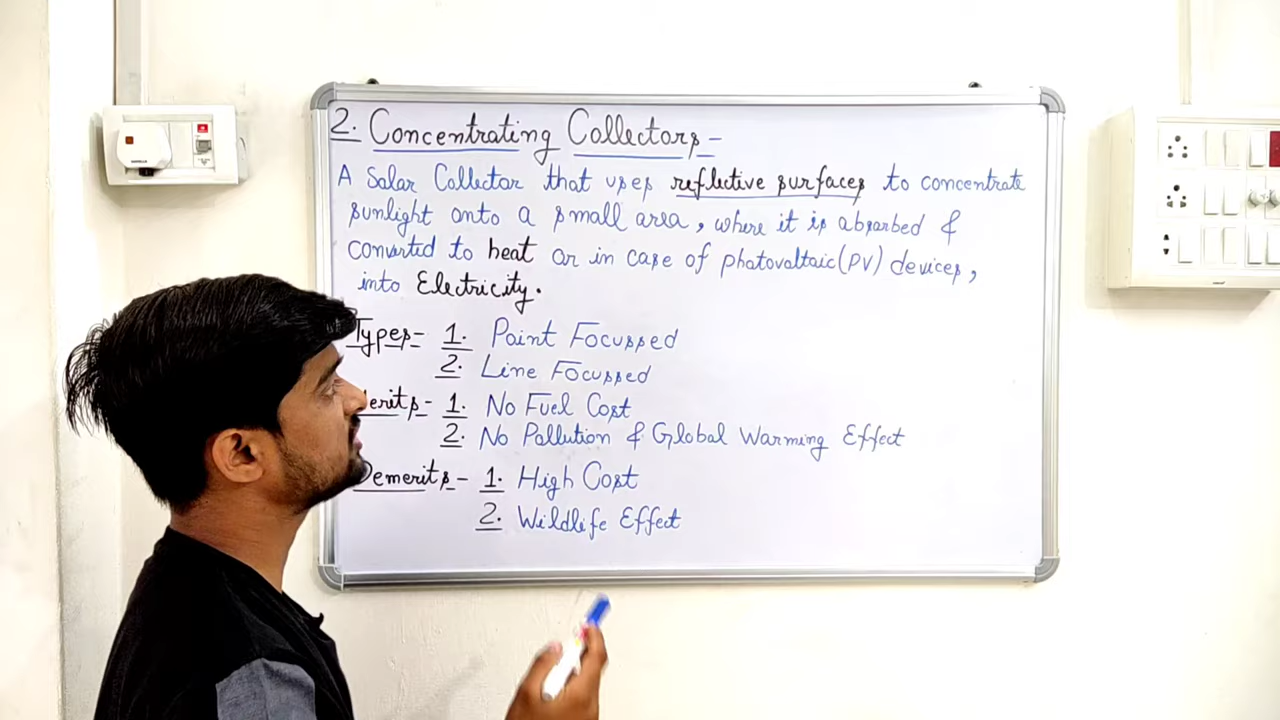 2. Concentrating Collectors -
A Solar Collector that uses reflective surfaces to concentrate
sunlight onto a small area, where it is absorbed &
converted to heat or in case of photovoltaic (PV) devices,
into Electricity.
Types - 1. Point Focussed
2. Line Focussed
Merits - 1. No Fuel Cost
2. No Pollution & Global Warming Effect
Demerits - 1. High Cost
2. Wildlife Effect